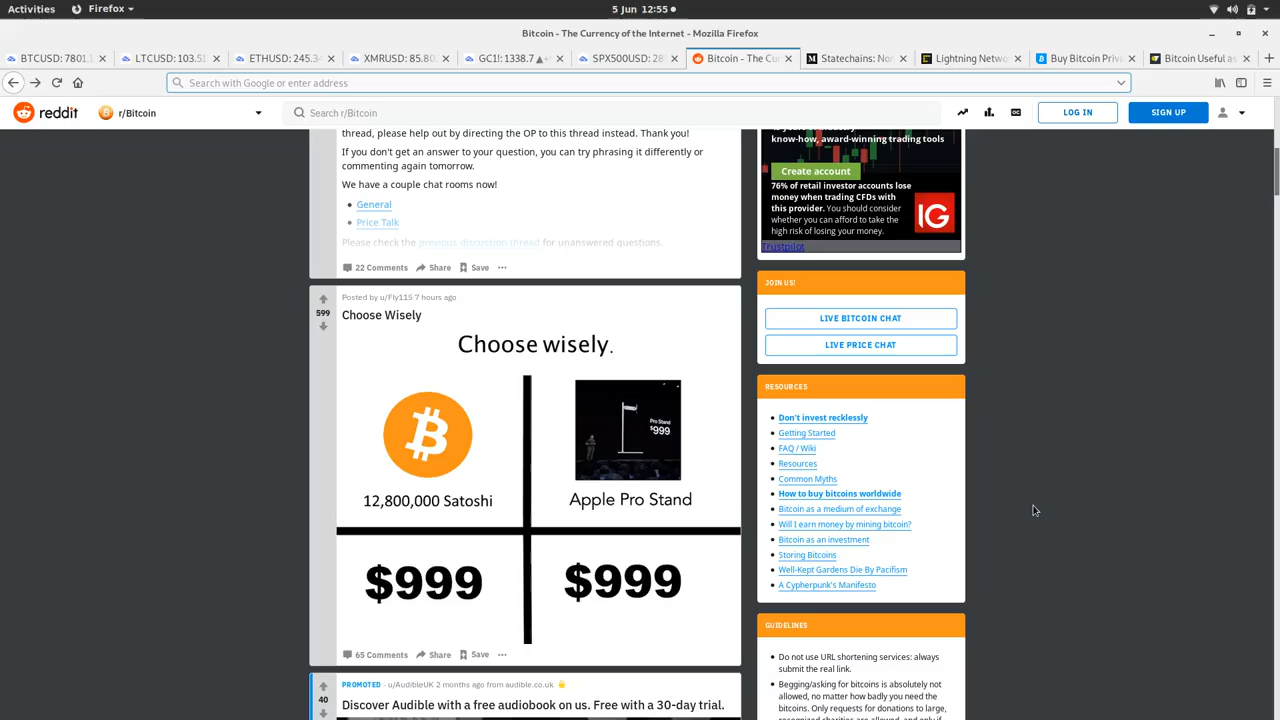 Activities Firefox 5 Jun 12:55
Bitcoin - The Currency of the Internet - Mozilla Firefox
BTCUSD: 7801. LTCUSD: 103.5 ETHUSD: 245.3 XMRUSD: 85.80 GC1!: 1338.7 SPX500USD: 28 Bitcoin - The Cur Statechains: Non Lightning Netwo Buy Bitcoin Priv Bitcoin Useful as
Search with Google or enter address
reddit r/Bitcoin Search r/Bitcoin LOG IN SIGN UP
thread, please help out by directing the OP to this thread instead. Thank you!
If you don't get an answer to your question, you can try phrasing it differently or
commenting again tomorrow.
We have a couple chat rooms now!
General
Price Talk
Please check the previous discussion thread for unanswered questions.
22 Comments Share Save
Posted by u/Fly115 7 hours ago
599
Choose Wisely
Choose wisely.
Pro Stand
$999
12,800,000 Satoshi
Apple Pro Stand
$999
$999
65 Comments Share Save
PROMOTED · u/AudibleUK 2 months ago from audible.co.uk
40
Discover Audible with a free audiobook on us. Free with a 30-day trial.
know-how, award-winning trading tools
Create account
76% of retail investor accounts lose
money when trading CFDs with
this provider. You should consider
whether you can afford to take the
high risk of losing your money.
IG
Trustpilot
JOIN US!
LIVE BITCOIN CHAT
LIVE PRICE CHAT
RESOURCES
Don't invest recklessly
Getting Started
FAQ / Wiki
Resources
Common Myths
How to buy bitcoins worldwide
Bitcoin as a medium of exchange
Will I earn money by mining bitcoin?
Bitcoin as an investment
Storing Bitcoins
Well-Kept Gardens Die By Pacifism
A Cypherpunk's Manifesto
GUIDELINES
Do not use URL shortening services: always
submit the real link.
Begging/asking for bitcoins is absolutely not
allowed, no matter how badly you need the
bitcoins. Only requests for donations to large,
recognized charities are allowed, and only if